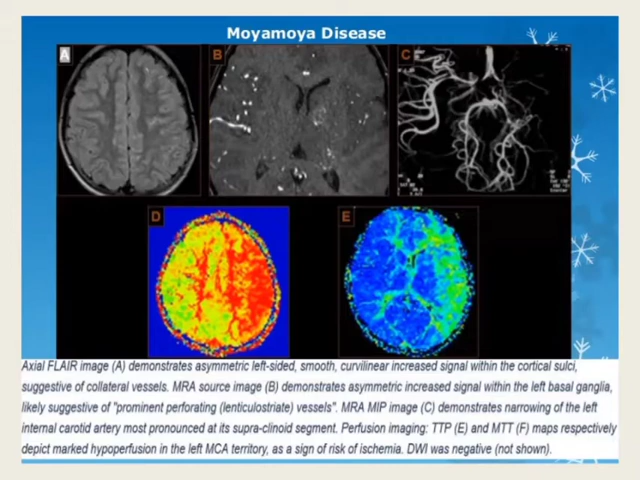 Moyamoya Disease
A
B
C
D
E
Axial FLAIR image (A) demonstrates asymmetric left-sided, smooth, curvilinear increased signal within the cortical sulci,
suggestive of collateral vessels. MRA source image (B) demonstrates asymmetric increased signal within the left basal ganglia,
likely suggestive of "prominent perforating (lenticulostriate) vessels". MRA MIP image (C) demonstrates narrowing of the left
internal carotid artery most pronounced at its supra-clinoid segment. Perfusion imaging: TTP (E) and MTT (F) maps respectively
depict marked hypoperfusion in the left MCA territory, as a sign of risk of ischemia. DWI was negative (not shown).